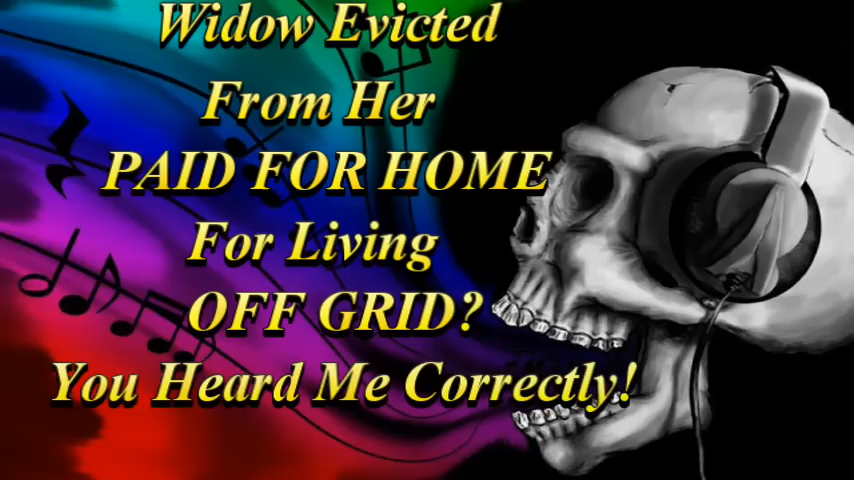 Widow Evicted
From Her
PAID FOR HOME
For Living
OFF GRID?
You Heard Me Correctly!